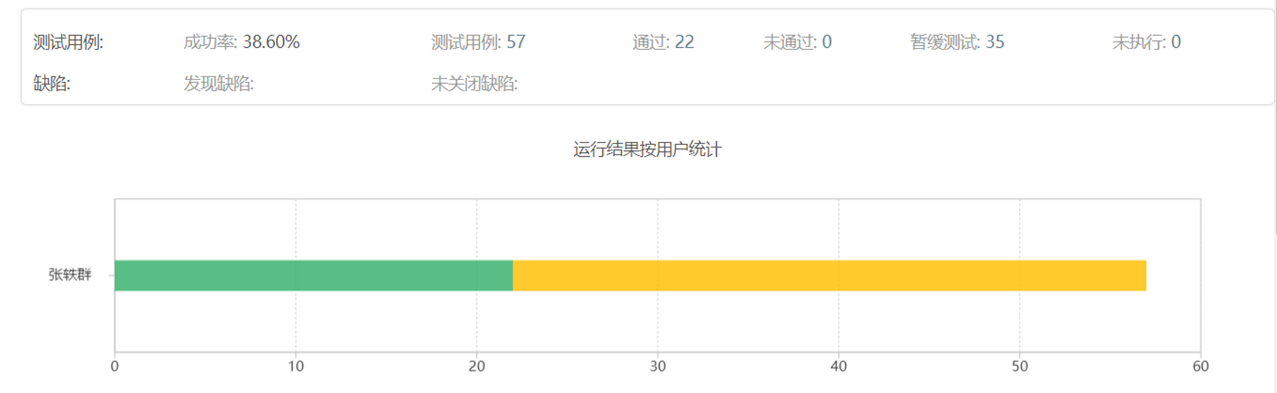 测试用例: 成功率: 38.60% 测试用例: 57 通过: 22 未通过: 0 暂缓测试: 35 未执行: 0
缺陷: 发现缺陷: 未关闭缺陷:
运行结果按用户统计
张轶群
0 10 20 30 40 50 60